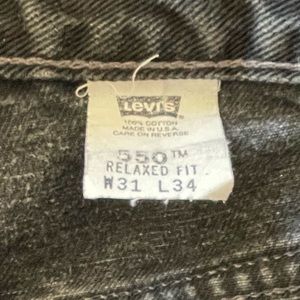 Levi's
100% COTTON
MADE IN U.S.A.
CARE ON REVERSE
550™
RELAXED FIT
W31 L34